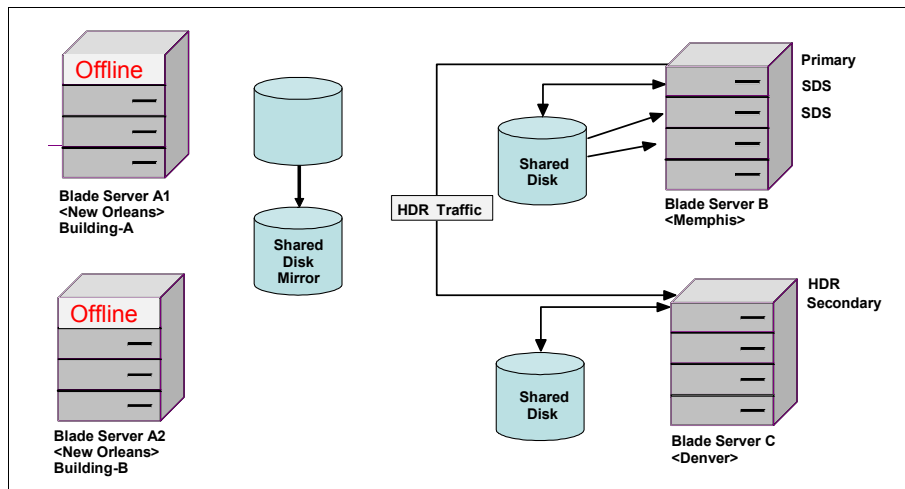 Offline
Blade Server A1
<New Orleans>
Building-A
Shared
Disk
Mirror
Offline
Blade Server A2
<New Orleans>
Building-B
Primary
SDS
SDS
Shared
Disk
Blade Server B
<Memphis>
HDR Traffic
HDR
Secondary
Shared
Disk
Blade Server C
<Denver>